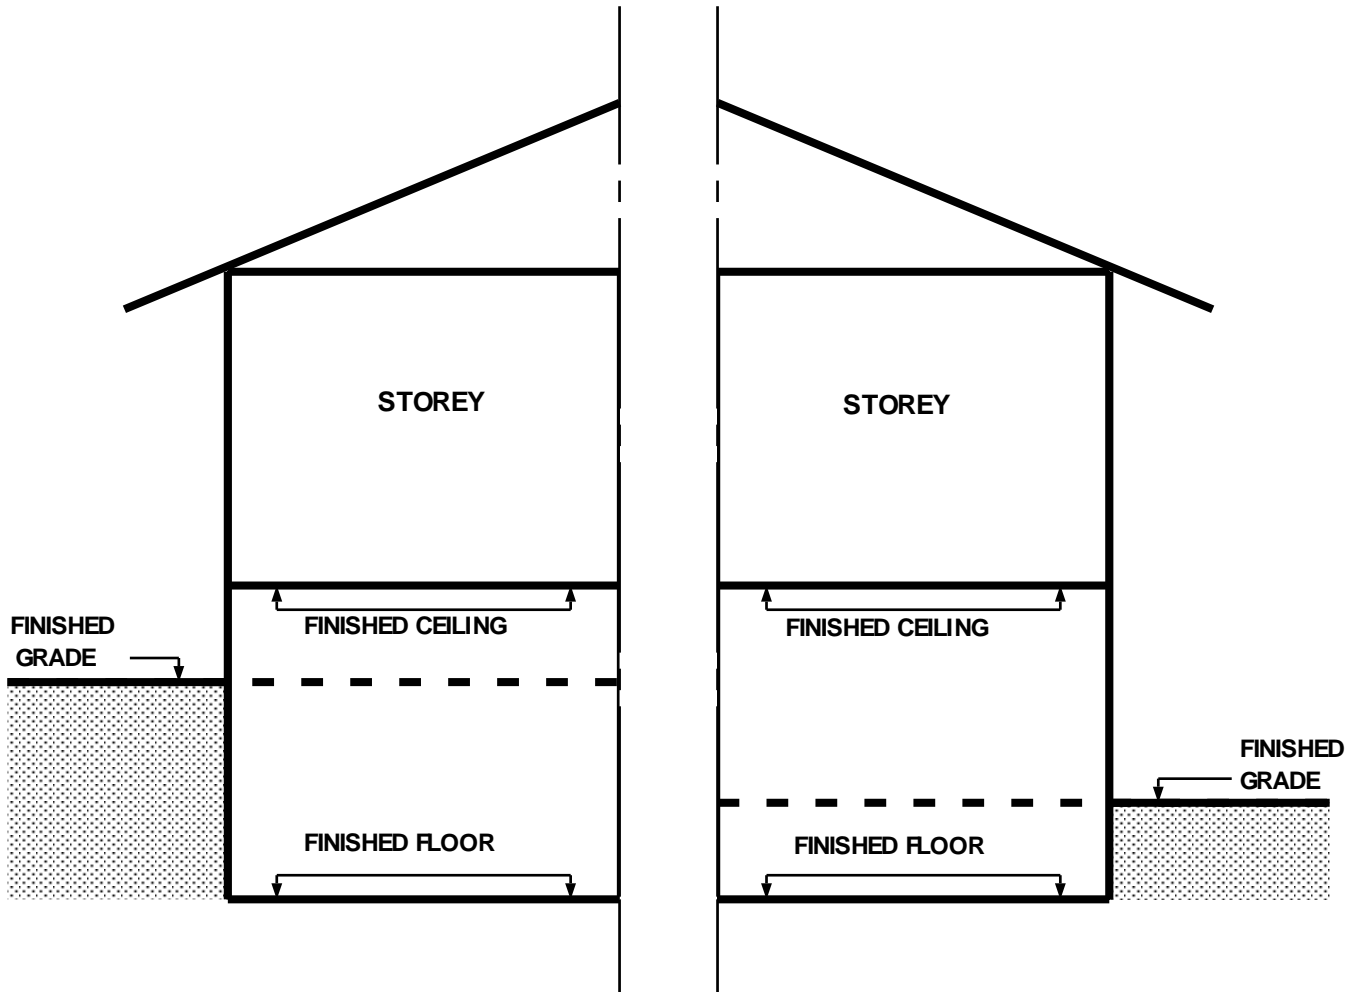 STOREY
STOREY
FINISHED CEILING
FINISHED CEILING
FINISHED
GRADE
FINISHED
GRADE
FINISHED FLOOR
FINISHED FLOOR